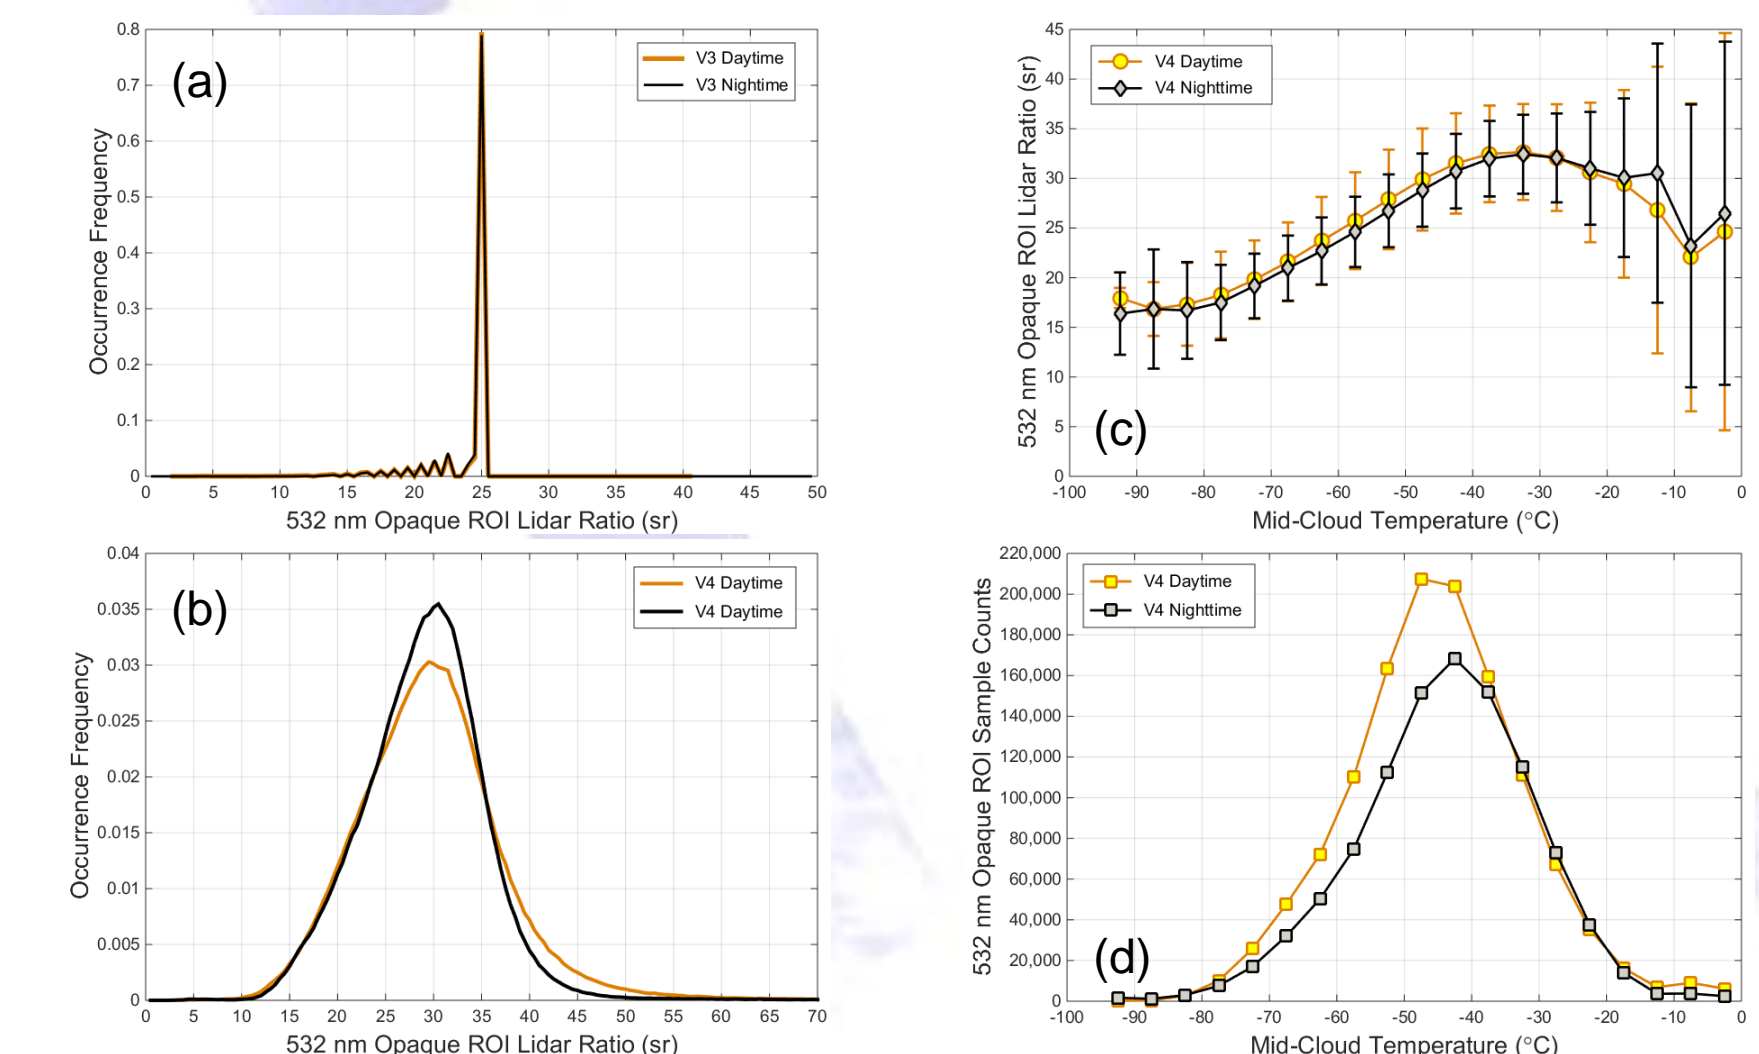 (a)
V3 Daytime
V3 Nightime
0.8
0.7
0.6
0.5
0.4
0.3
0.2
0.1
0
Occurrence Frequency
0 5 10 15 20 25 30 35 40 45 50
532 nm Opaque ROI Lidar Ratio (sr)
(b)
V4 Daytime
V4 Daytime
0.04
0.035
0.03
0.025
0.02
0.015
0.01
0.005
0
Occurrence Frequency
0 5 10 15 20 25 30 35 40 45 50 55 60 65 70
532 nm Opaque ROI Lidar Ratio (sr)
V4 Daytime
V4 Nighttime
(c)
45
40
35
30
25
20
15
10
5
0
532 nm Opaque ROI Lidar Ratio (sr)
-100 -90 -80 -70 -60 -50 -40 -30 -20 -10 0
Mid-Cloud Temperature (°C)
V4 Daytime
V4 Nighttime
(d)
220,000
200,000
180,000
160,000
140,000
120,000
100,000
80,000
60,000
40,000
20,000
0
532 nm Opaque ROI Sample Counts
-100 -90 -80 -70 -60 -50 -40 -30 -20 -10 0
Mid-Cloud Temperature (°C)